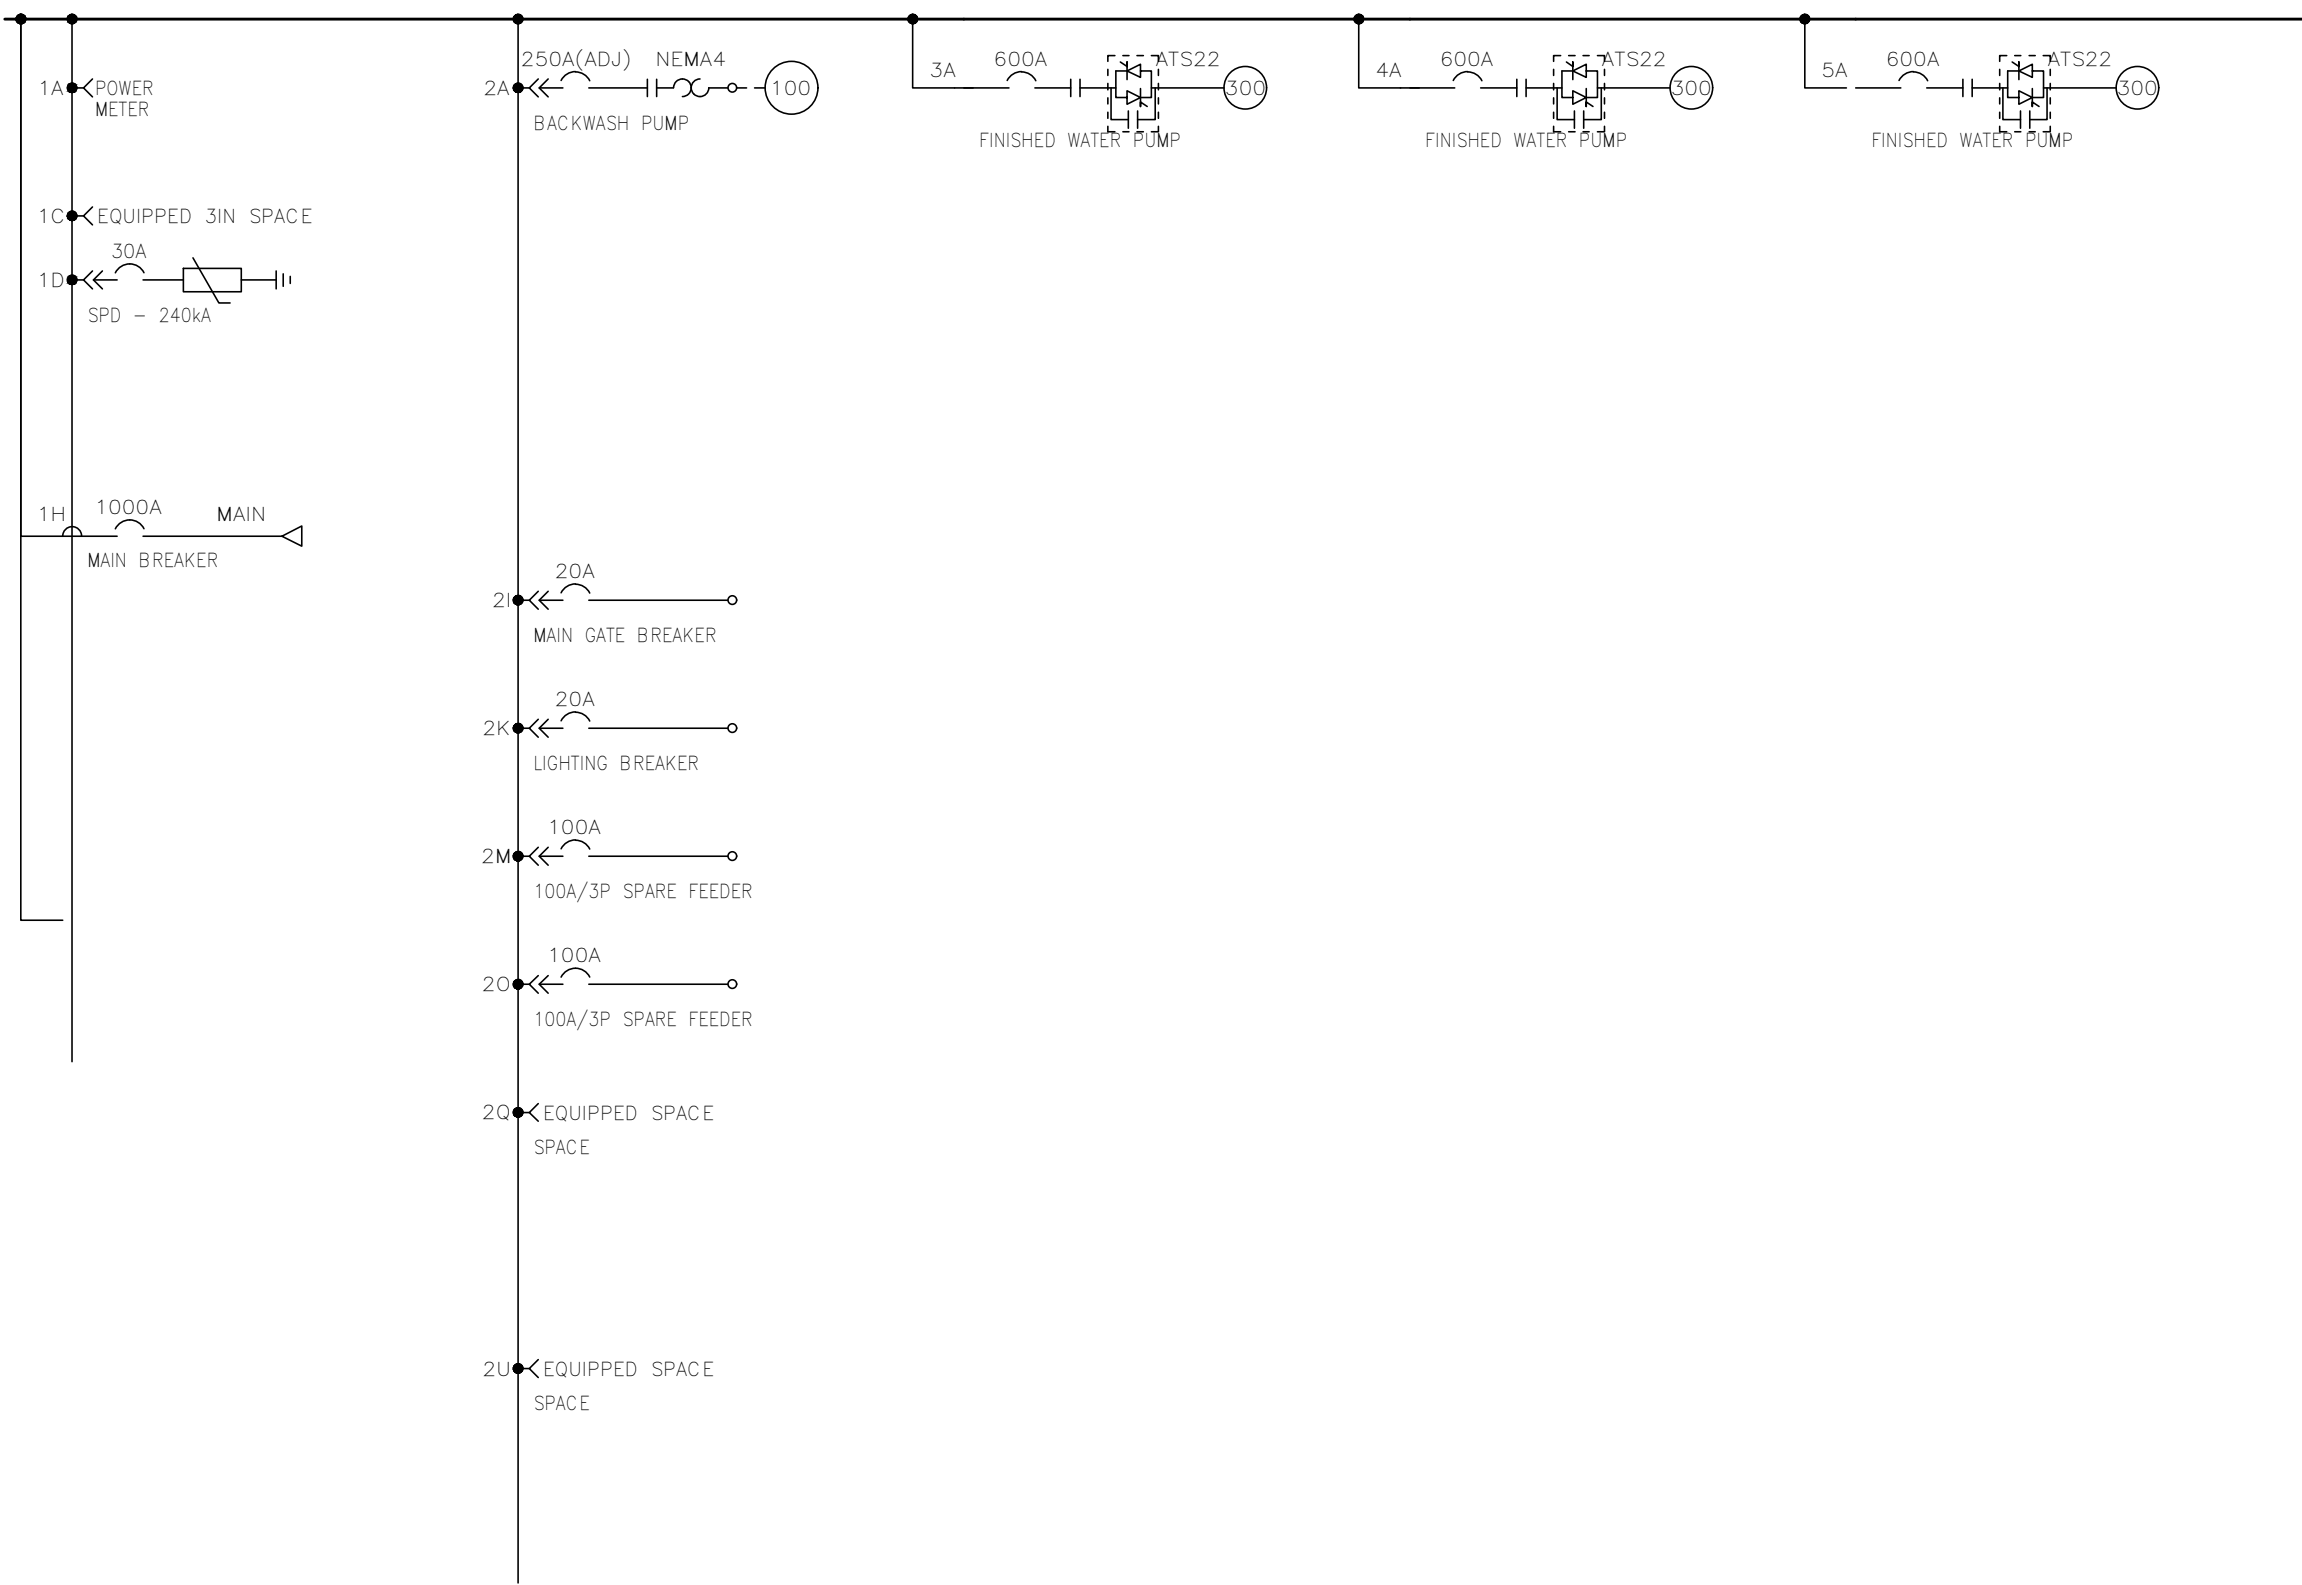 1A
POWER
METER
1C
EQUIPPED 3IN SPACE
30A
1D
SPD - 240kA
1H
1000A
MAIN
MAIN BREAKER
250A(ADJ)
NEMA4
2A
100
BACKWASH PUMP
20A
2I
MAIN GATE BREAKER
20A
2K
LIGHTING BREAKER
100A
2M
100A/3P SPARE FEEDER
100A
2O
100A/3P SPARE FEEDER
2Q
EQUIPPED SPACE
SPACE
2U
EQUIPPED SPACE
SPACE
3A
600A
ATS22
300
FINISHED WATER PUMP
4A
600A
ATS22
300
FINISHED WATER PUMP
5A
600A
ATS22
300
FINISHED WATER PUMP